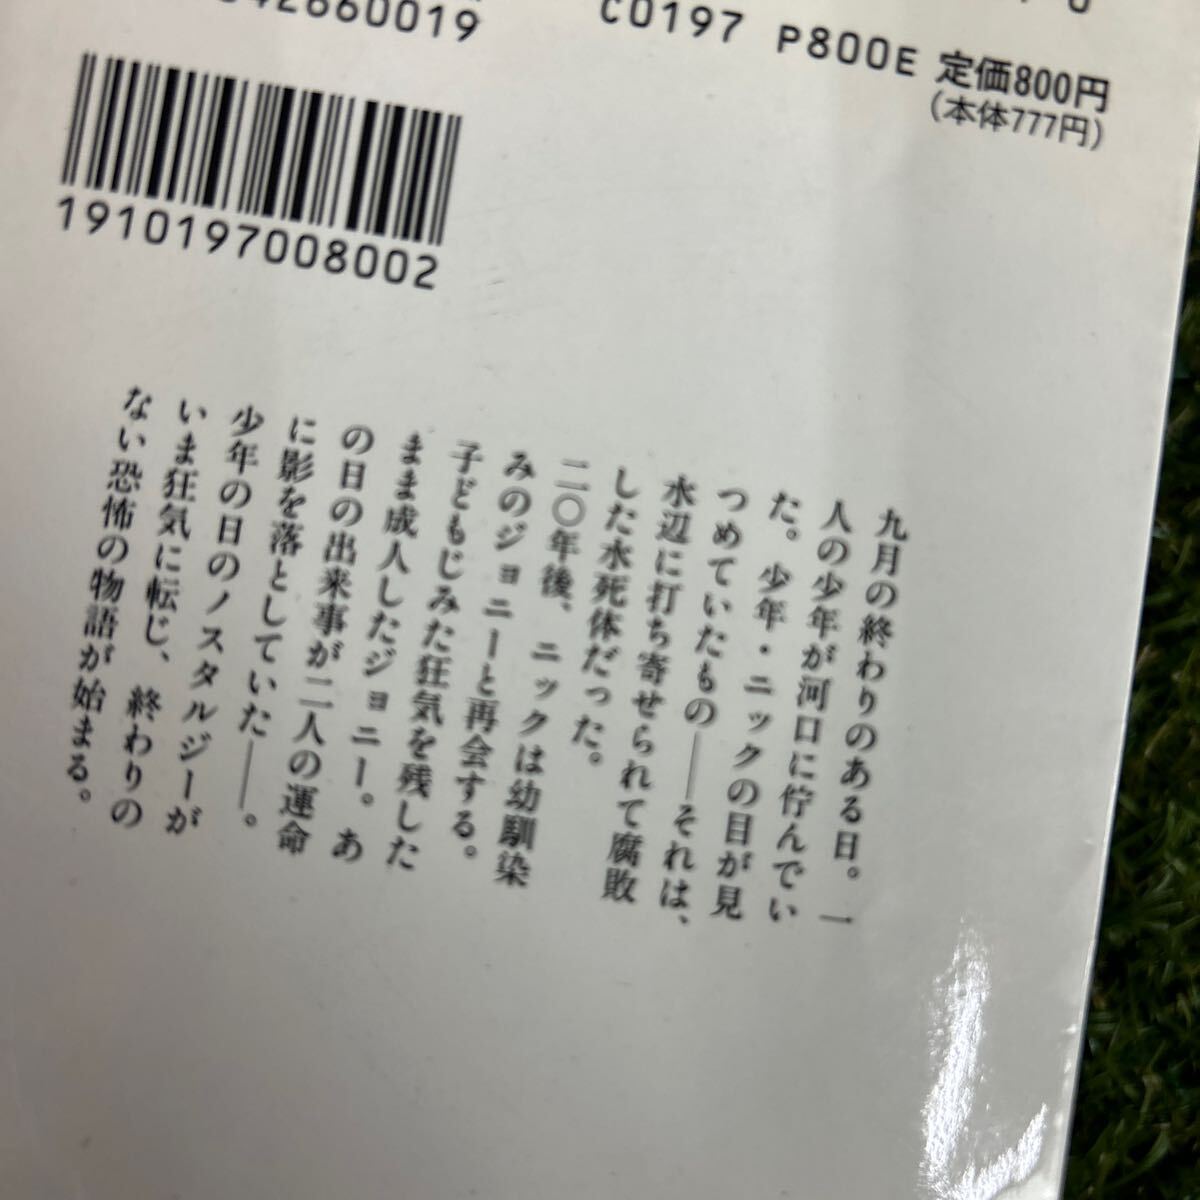 42660019
C0197 P800E 定価800円
(本体777円)
1910197008002
九月の終わりのある日。一
人の少年が河口に佇んでい
た。少年・ニックの目が見
つめていたもの――それは、
水辺に打ち寄せられて腐敗
した水死体だった。
二〇年後、ニックは幼馴染
みのジョニーと再会する。
子どもじみた狂気を残した
まま成人したジョニー。あ
の日の出来事が二人の運命
に影を落としていた――。
少年の日のノスタルジーが
いま狂気に転じ、終わりの
ない恐怖の物語が始まる。